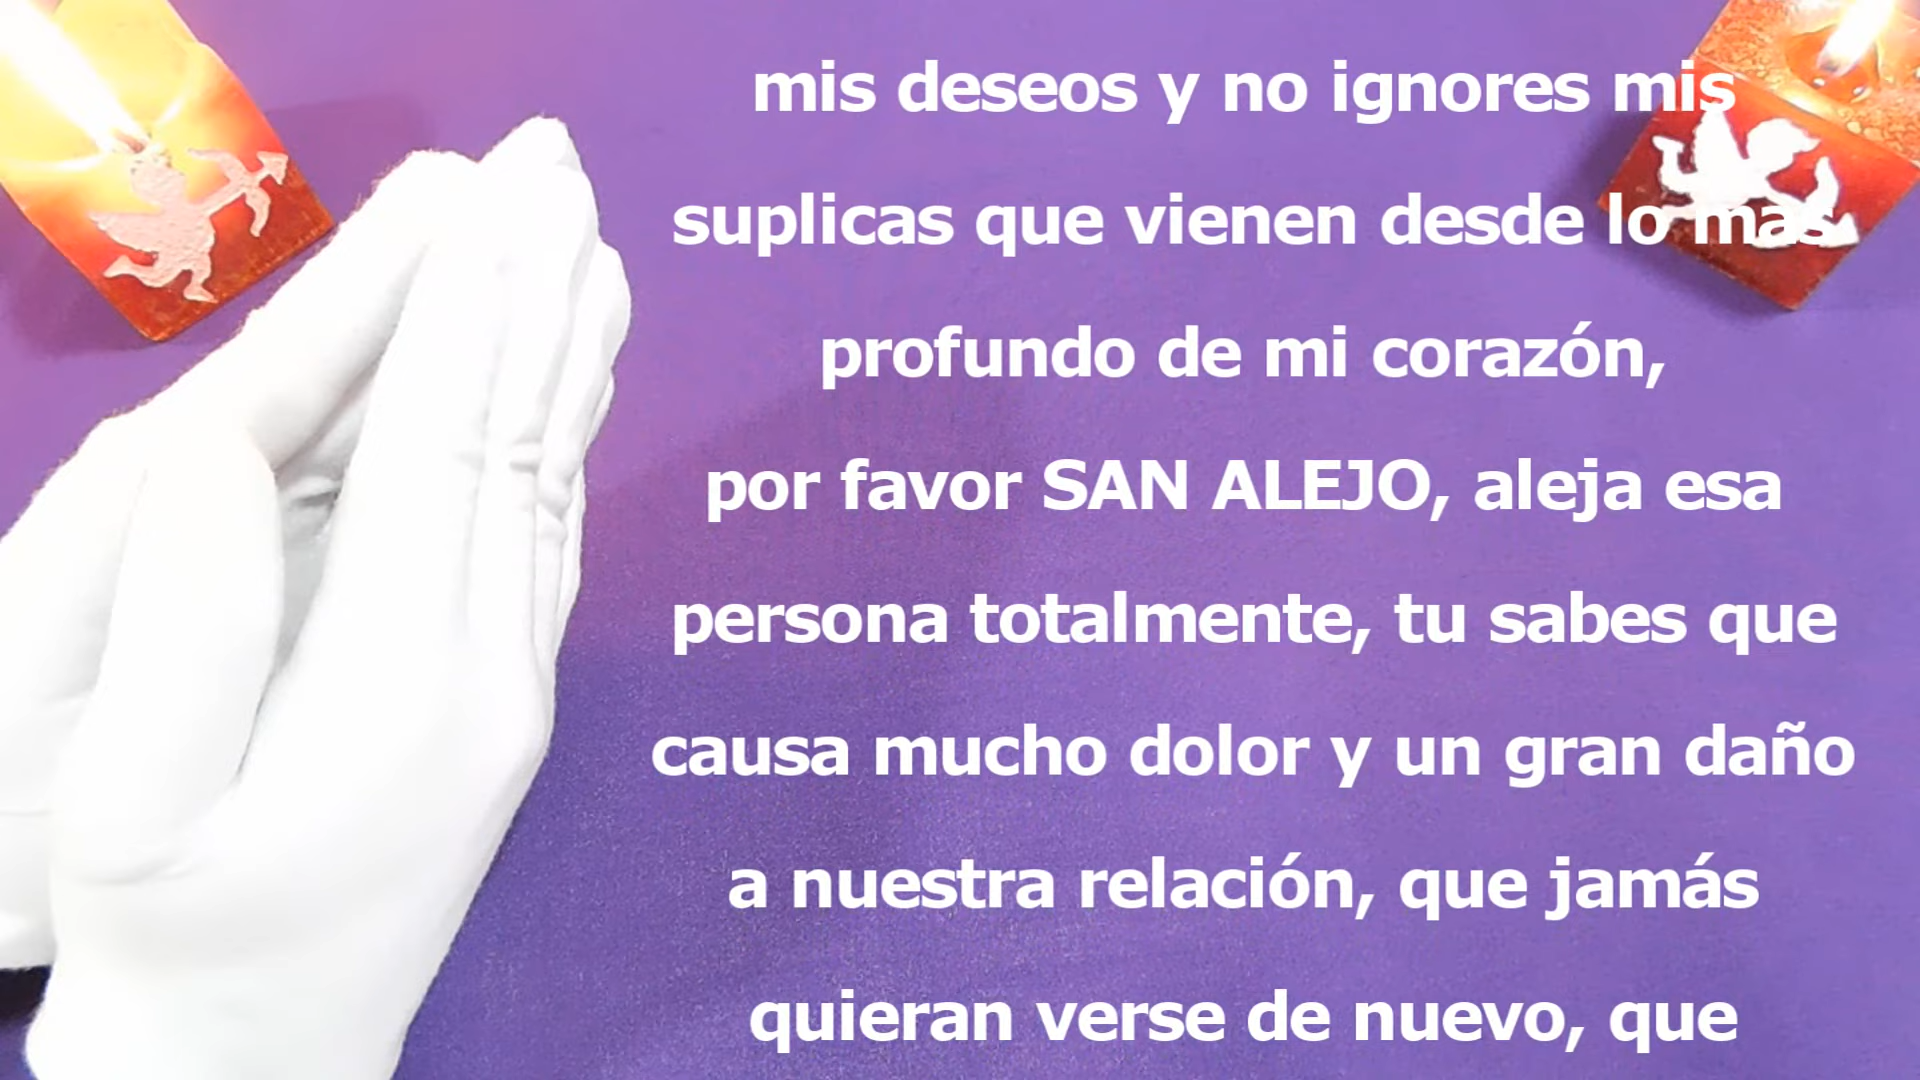 mis deseos y no ignores mis
suplicas que vienen desde lo mas
profundo de mi corazón,
por favor SAN ALEJO, aleja esa
persona totalmente, tu sabes que
causa mucho dolor y un gran daño
a nuestra relación, que jamás
quieran verse de nuevo, que